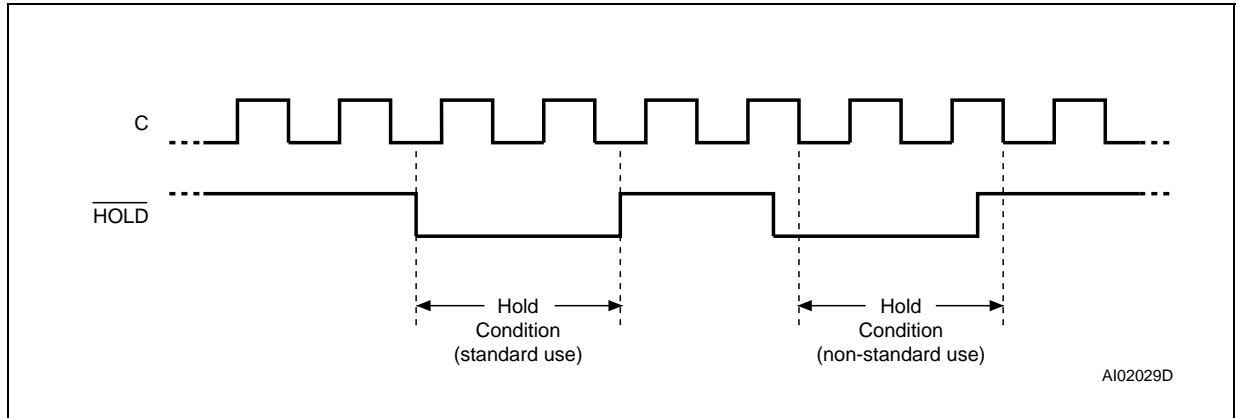 C
HOLD
Hold
Condition
(standard use)
Hold
Condition
(non-standard use)
AI02029D